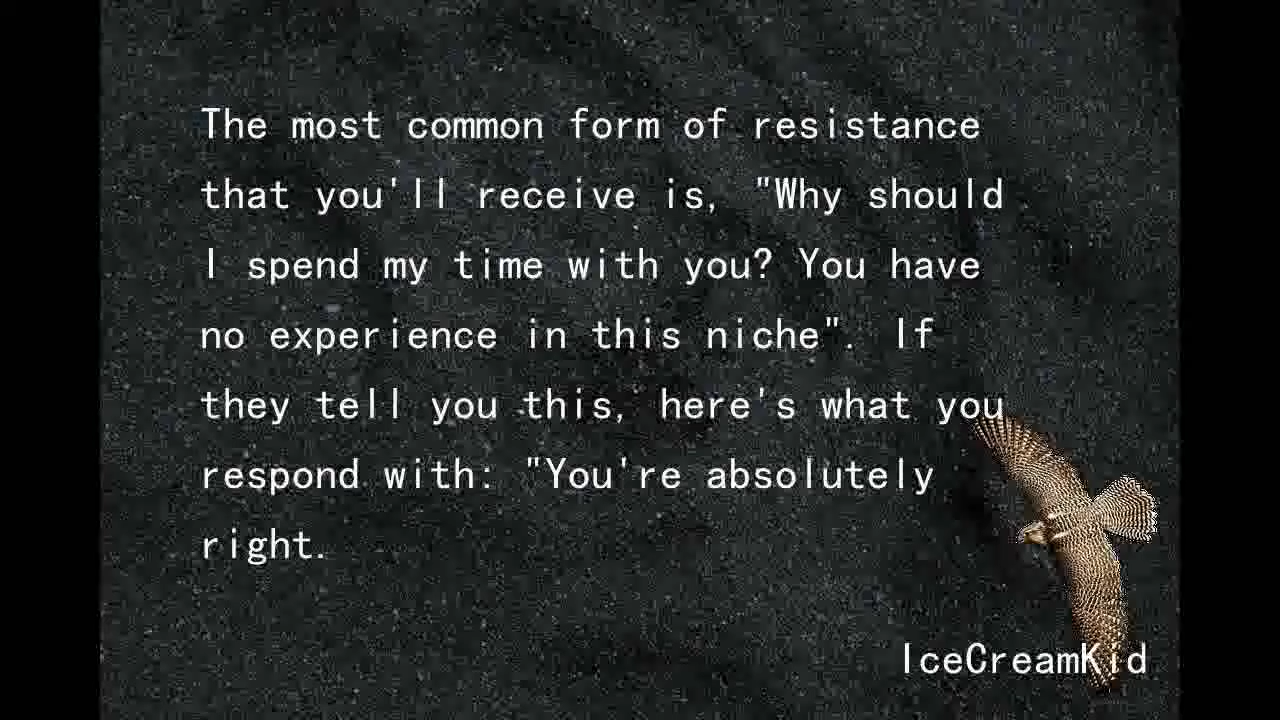 The most common form of resistance
that you'll receive is, "Why should
I spend my time with you? You have
no experience in this niche". If
they tell you this, here's what you
respond with: "You're absolutely
right.
IceCreamKid